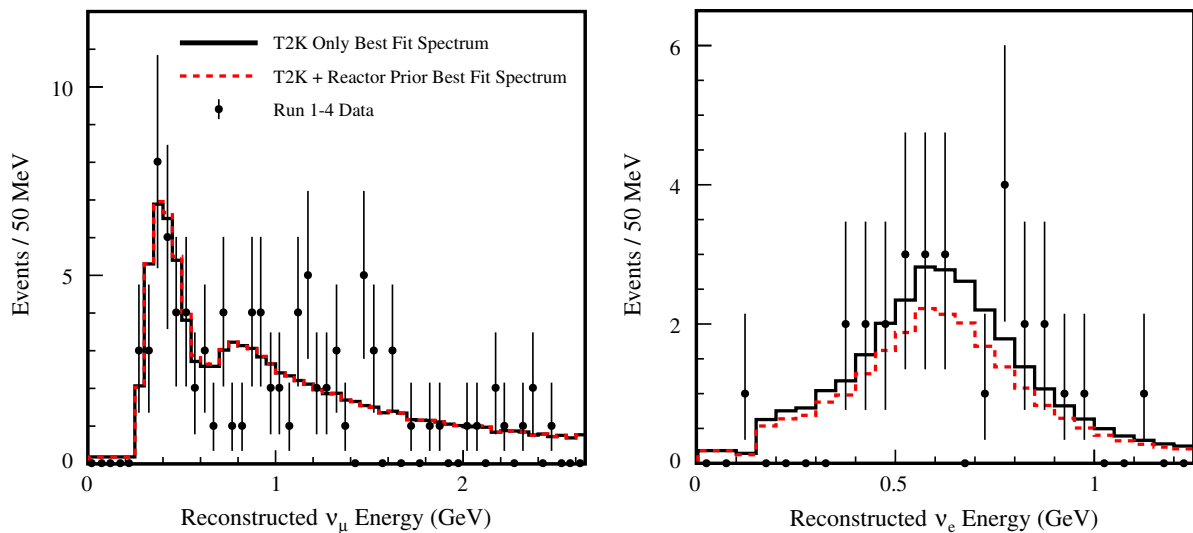 T2K Only Best Fit Spectrum
T2K + Reactor Prior Best Fit Spectrum
Run 1-4 Data
Events / 50 MeV
10
5
0
0
1
2
Reconstructed νμ Energy (GeV)
Events / 50 MeV
6
4
2
0
0
0.5
1
Reconstructed νe Energy (GeV)